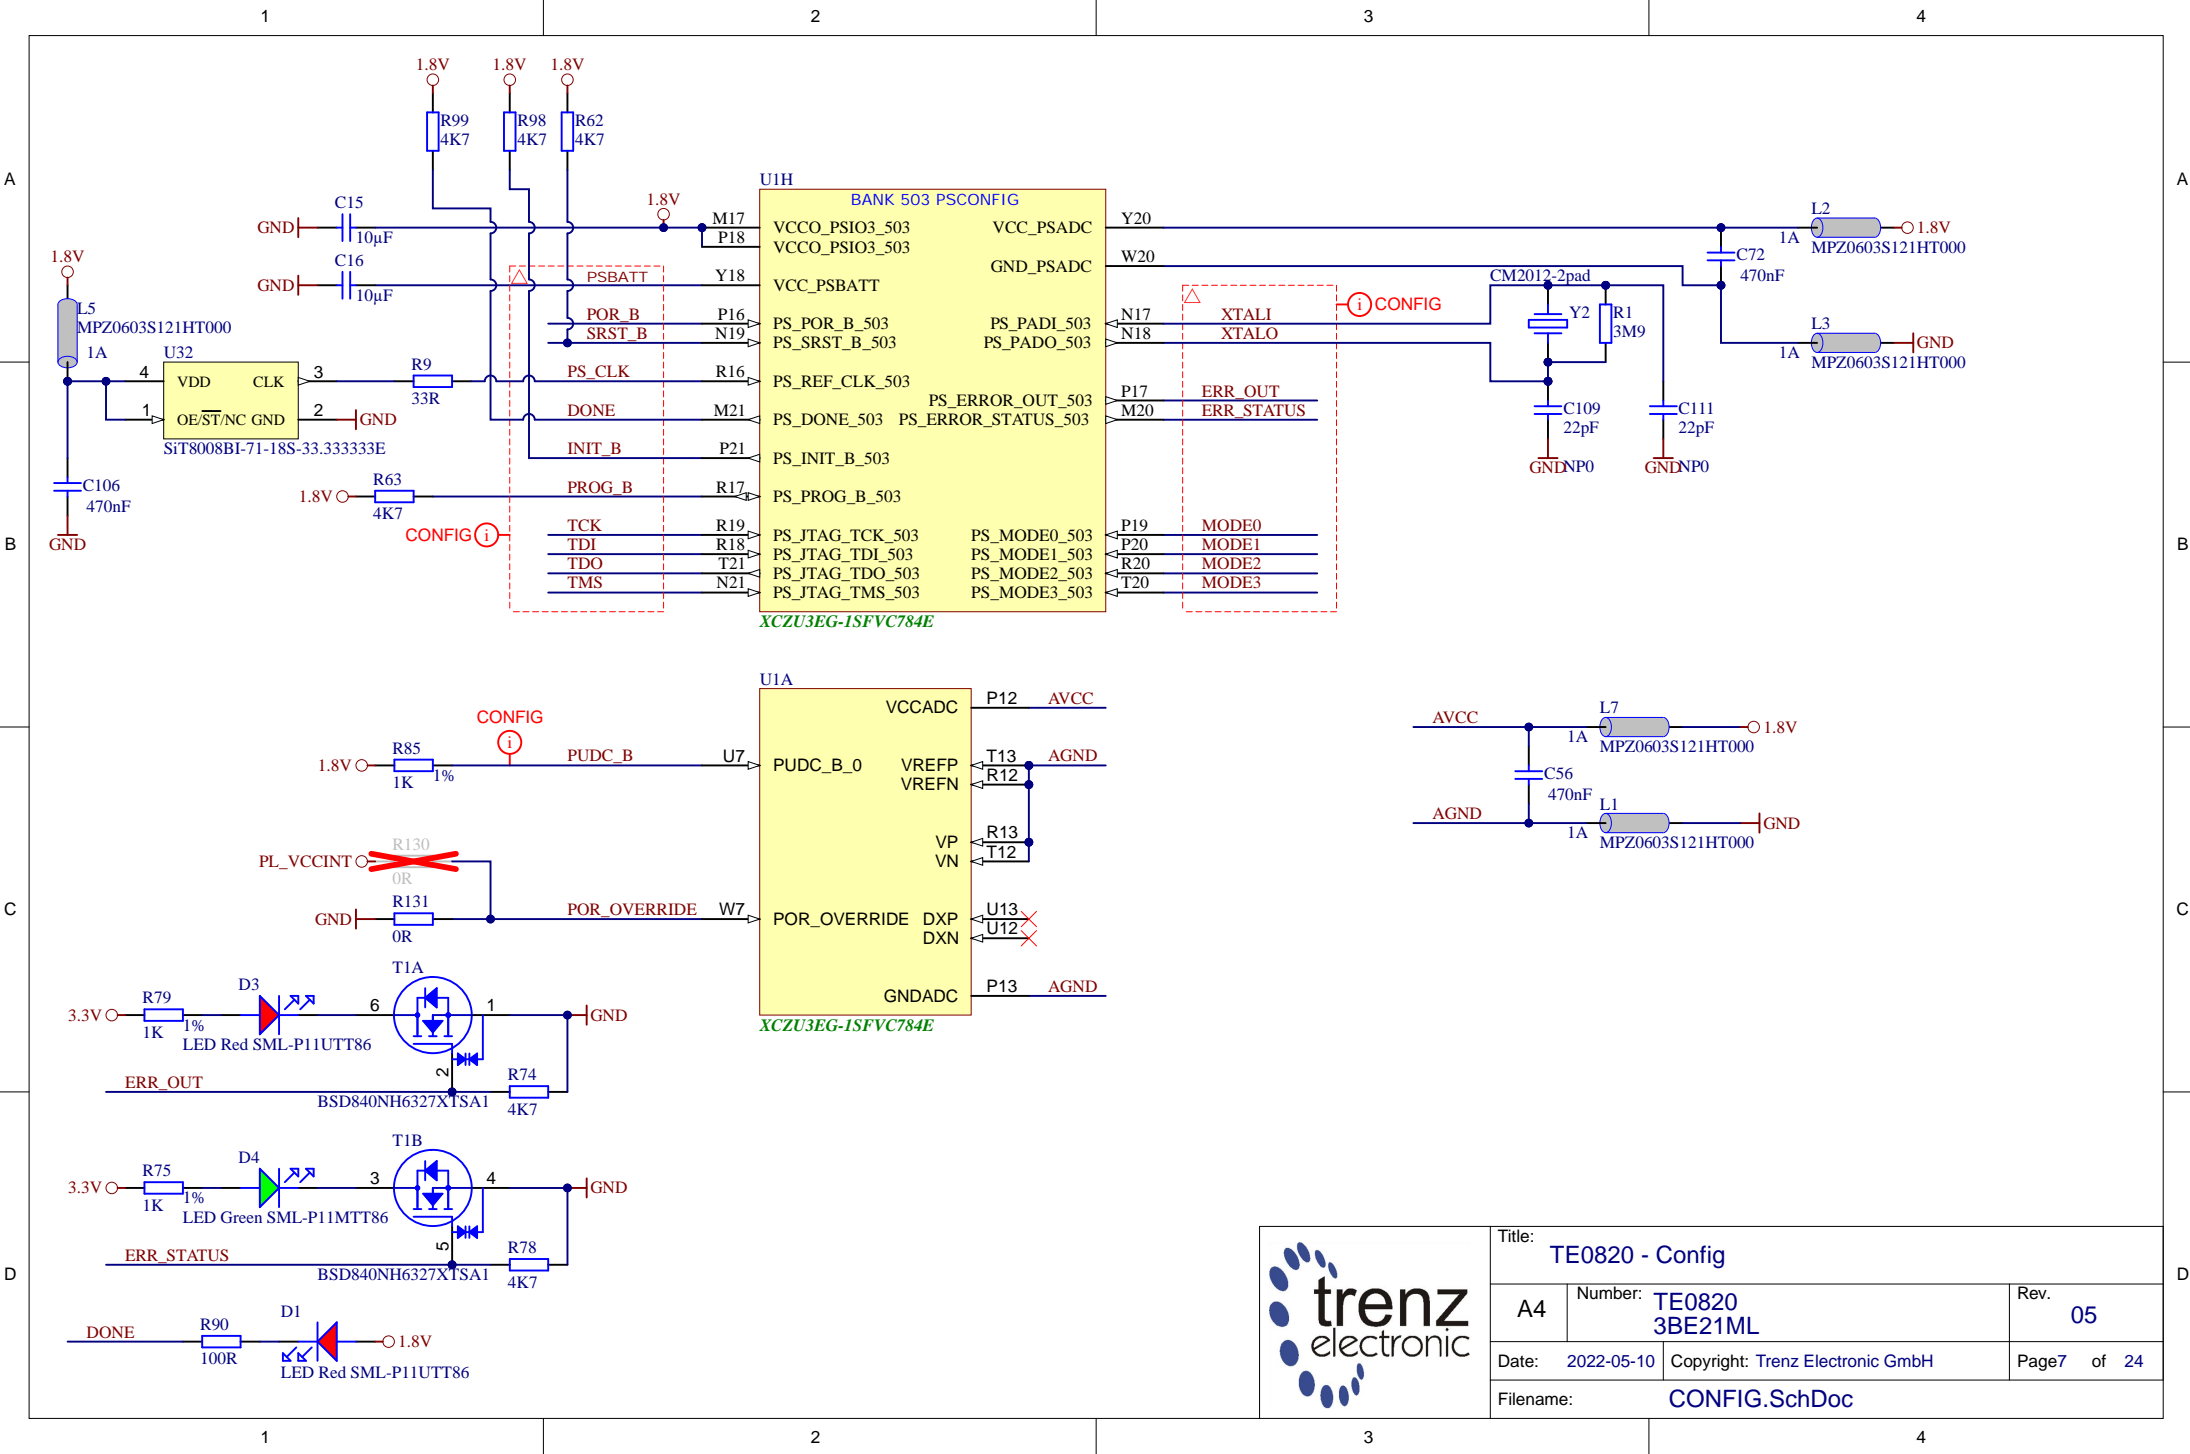 1 2 3 4
1.8V 1.8V 1.8V
R99 R98 R62
4K7 4K7 4K7
A A
U1H
BANK 503 PSCONFIG
C15 1.8V
GND 10µF
M17 VCCO_PSIO3_503
P18 VCCO_PSIO3_503
VCC_PSADC Y20
GND_PSADC W20
L2
1A 1.8V
MPZ0603S121HT000
C72
470nF
L3
1A GND
MPZ0603S121HT000
C16
GND 10µF
PSBATT Y18 VCC_PSBATT
POR_B P16 PS_POR_B_503
SRST_B N19 PS_SRST_B_503
PS_PADI_503 N17 XTALI
PS_PADO_503 N18 XTALO
i CONFIG
CM2012-2pad
Y2
R1
3M9
1.8V
L5
MPZ0603S121HT000
1A
U32
4 VDD CLK 3
1 OE/ST/NC GND 2 GND
SiT8008BI-71-18S-33.333333E
R9
33R
PS_CLK R16 PS_REF_CLK_503
DONE M21 PS_DONE_503
PS_ERROR_OUT_503 P17 ERR_OUT
PS_ERROR_STATUS_503 M20 ERR_STATUS
C109
22pF
GND NP0
C111
22pF
GND NP0
INIT_B P21 PS_INIT_B_503
C106
470nF
GND
1.8V R63
4K7
PROG_B R17 PS_PROG_B_503
CONFIG i
B B
TCK R19 PS_JTAG_TCK_503
TDI R18 PS_JTAG_TDI_503
TDO T21 PS_JTAG_TDO_503
TMS N21 PS_JTAG_TMS_503
PS_MODE0_503 P19 MODE0
PS_MODE1_503 P20 MODE1
PS_MODE2_503 R20 MODE2
PS_MODE3_503 T20 MODE3
XCZU3EG-1SFVC784E
U1A
VCCADC P12 AVCC
CONFIG
i
1.8V R85
1K 1%
PUDC_B U7 PUDC_B_0
VREFP T13 AGND
VREFN R12
VP R13
VN T12
AVCC L7
1A 1.8V
MPZ0603S121HT000
C56
470nF
AGND L1
1A GND
MPZ0603S121HT000
PL_VCCINT R130
0R
C C
GND R131
0R
POR_OVERRIDE W7 POR_OVERRIDE
DXP U13
DXN U12
GNDADC P13 AGND
XCZU3EG-1SFVC784E
T1A
D3
3.3V R79
1K 1%
6 1 GND
LED Red SML-P11UTT86
2
ERR_OUT
R74
4K7
BSD840NH6327XTSA1
T1B
D4
3.3V R75
1K 1%
3 4 GND
LED Green SML-P11MTT86
5
ERR_STATUS
R78
4K7
BSD840NH6327XTSA1
D D
D1
DONE R90
100R
1.8V
LED Red SML-P11UTT86
trenz
electronic
Title:
TE0820 - Config
A4
Number: TE0820
3BE21ML
Rev.
05
Date: 2022-05-10 Copyright: Trenz Electronic GmbH Page7 of 24
Filename: CONFIG.SchDoc
1 2 3 4